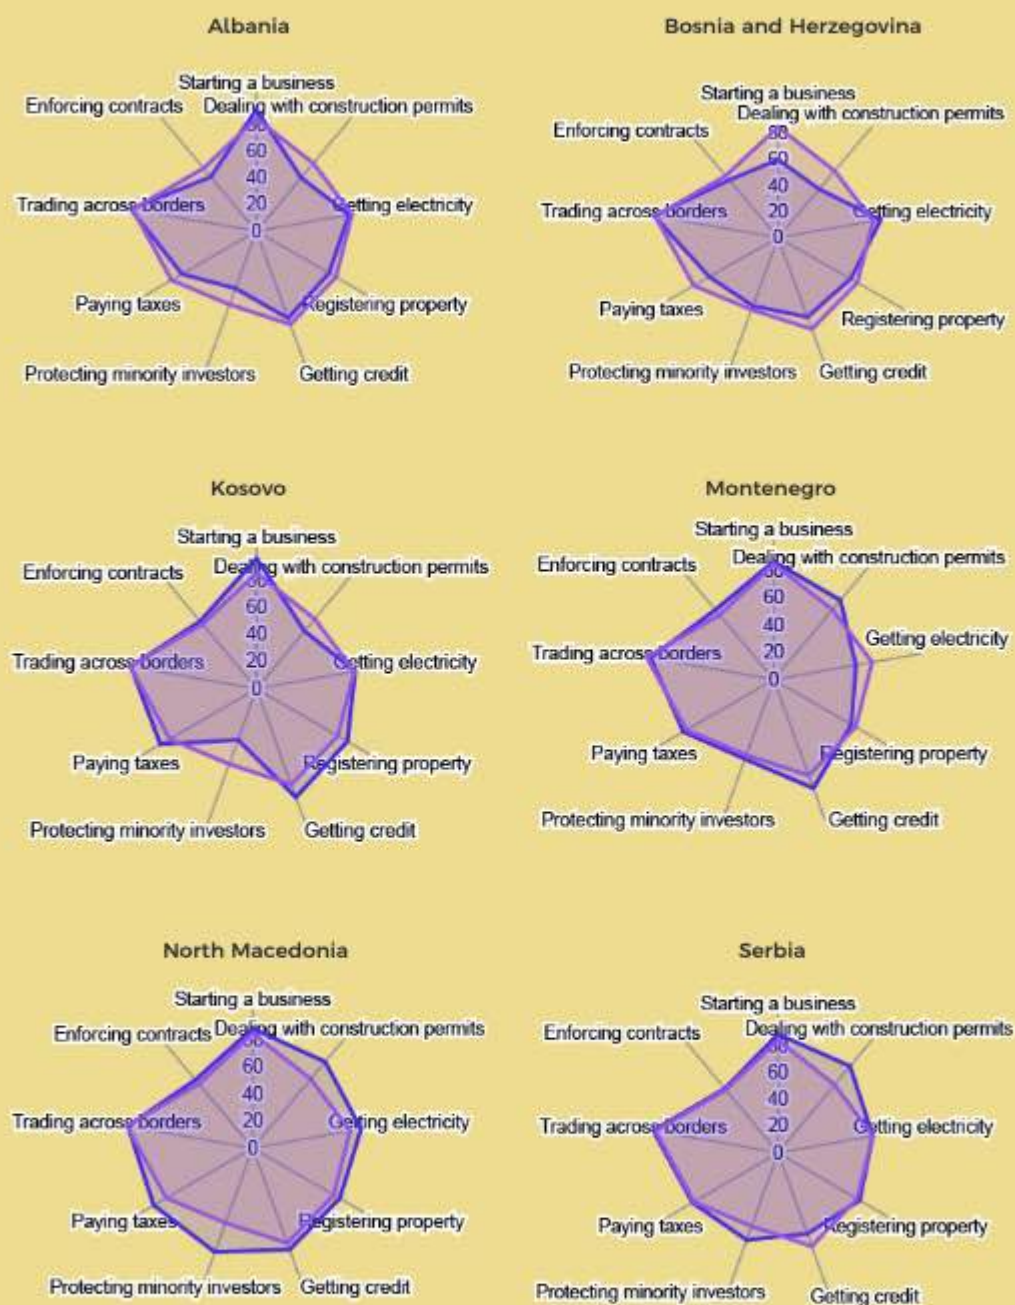 Albania
Starting a business
Enforcing contracts
Dealing with construction permits
80
60
40
Trading across borders
20
Getting electricity
0
Paying taxes
Registering property
Protecting minority investors
Getting credit
Bosnia and Herzegovina
Starting a business
Dealing with construction permits
80
Enforcing contracts
60
40
Trading across borders
20
Getting electricity
0
Paying taxes
Registering property
Protecting minority investors
Getting credit
Kosovo
Starting a business
Enforcing contracts
Dealing with construction permits
80
60
40
Trading across borders
20
Getting electricity
0
Paying taxes
Registering property
Protecting minority investors
Getting credit
Montenegro
Starting a business
Enforcing contracts
Dealing with construction permits
80
60
40
Getting electricity
Trading across borders
20
0
Paying taxes
Registering property
Protecting minority investors
Getting credit
North Macedonia
Starting a business
Enforcing contracts
Dealing with construction permits
80
60
40
Trading across borders
20
Getting electricity
0
Paying taxes
Registering property
Protecting minority investors
Getting credit
Serbia
Starting a business
Enforcing contracts
Dealing with construction permits
80
60
40
Trading across borders
20
Getting electricity
0
Paying taxes
Registering property
Protecting minority investors
Getting credit